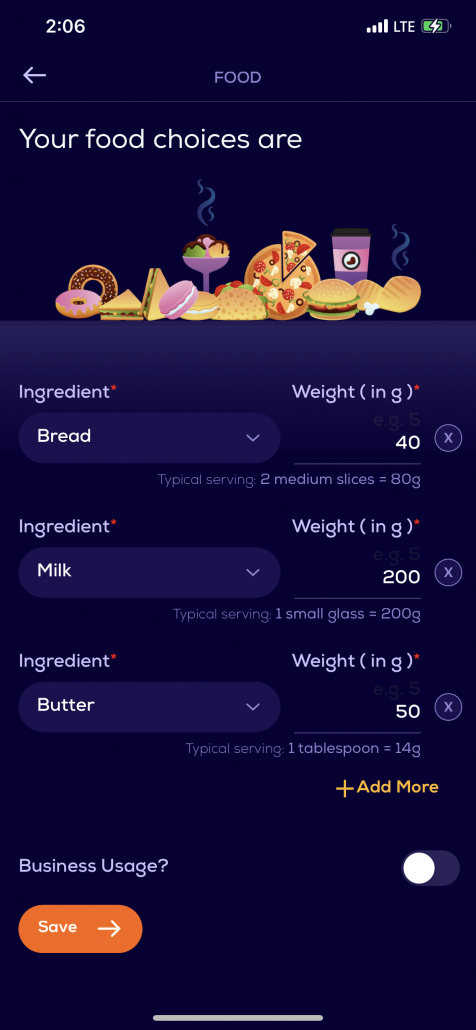 2:06
LTE
FOOD
Your food choices are
Ingredient* Weight ( in g )*
e.g. 5
Bread 40 X
Typical serving: 2 medium slices = 80g
Ingredient* Weight ( in g )*
e.g. 5
Milk 200 X
Typical serving: 1 small glass = 200g
Ingredient* Weight ( in g )*
e.g. 5
Butter 50 X
Typical serving: 1 tablespoon = 14g
+ Add More
Business Usage?
Save →